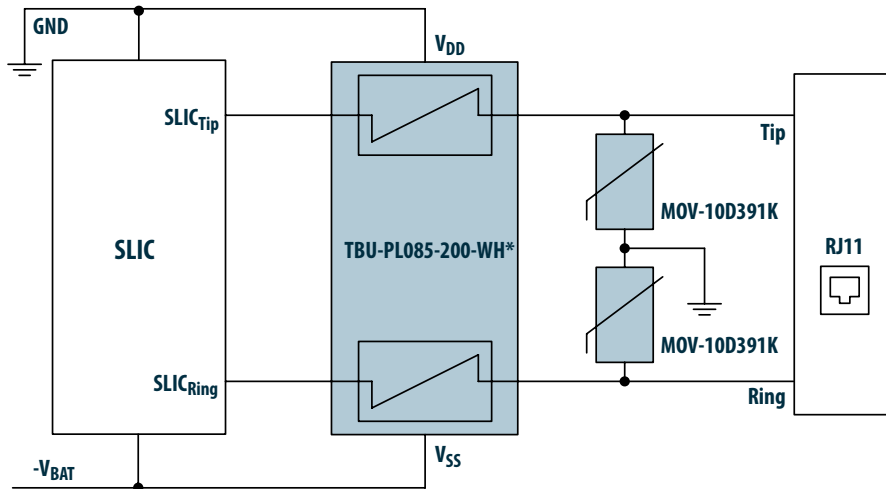 GND
V_DD
SLIC_Tip
Tip
MOV-10D391K
SLIC
TBU-PL085-200-WH*
RJ11
MOV-10D391K
SLIC_Ring
Ring
V_SS
-V_BAT